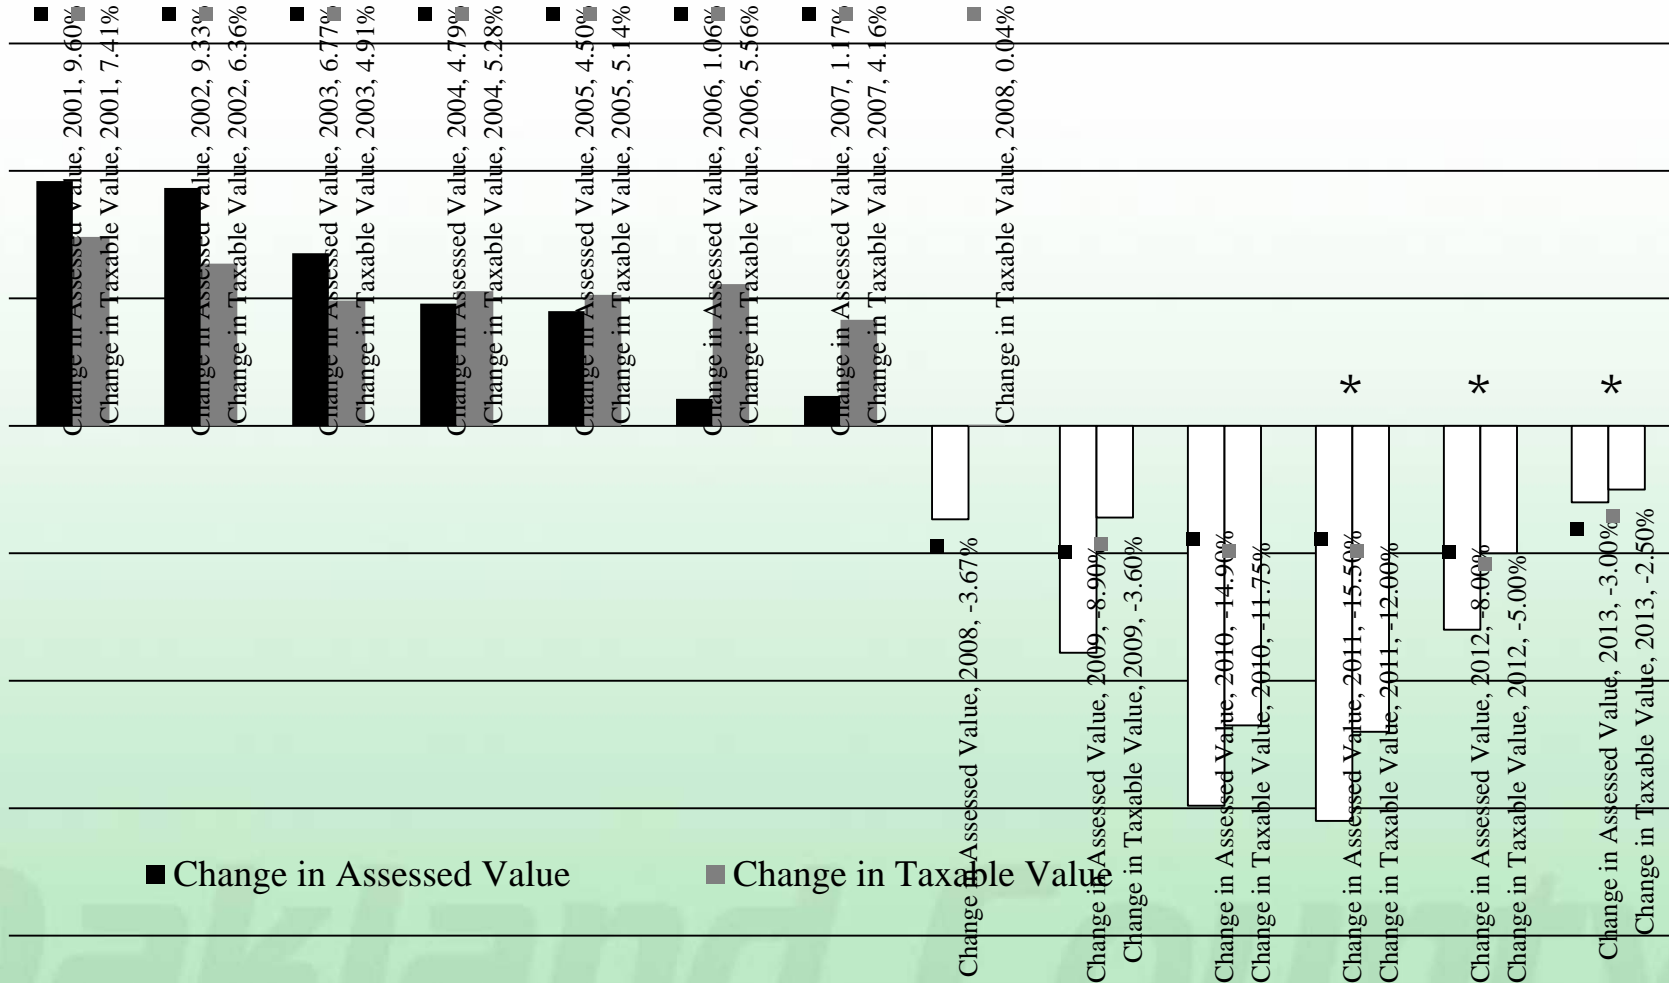 Change in Assessed Value, 2001, 9.60%
Change in Taxable Value, 2001, 7.41%
Change in Assessed Value, 2002, 9.33%
Change in Taxable Value, 2002, 6.36%
Change in Assessed Value, 2003, 6.77%
Change in Taxable Value, 2003, 4.91%
Change in Assessed Value, 2004, 4.79%
Change in Taxable Value, 2004, 5.28%
Change in Assessed Value, 2005, 4.50%
Change in Taxable Value, 2005, 5.14%
Change in Assessed Value, 2006, 1.06%
Change in Taxable Value, 2006, 5.56%
Change in Assessed Value, 2007, 1.17%
Change in Taxable Value, 2007, 4.16%
Change in Taxable Value, 2008, 0.04%
* * *
Change in Assessed Value, 2008, -3.67%
Change in Assessed Value, 2009, -8.90%
Change in Taxable Value, 2009, -3.60%
Change in Assessed Value, 2010, -14.90%
Change in Taxable Value, 2010, -11.75%
Change in Assessed Value, 2011, -15.50%
Change in Taxable Value, 2011, -12.00%
Change in Assessed Value, 2012, -8.00%
Change in Taxable Value, 2012, -5.00%
Change in Assessed Value, 2013, -3.00%
Change in Taxable Value, 2013, -2.50%
Change in Assessed Value
Change in Taxable Value
Oakland County